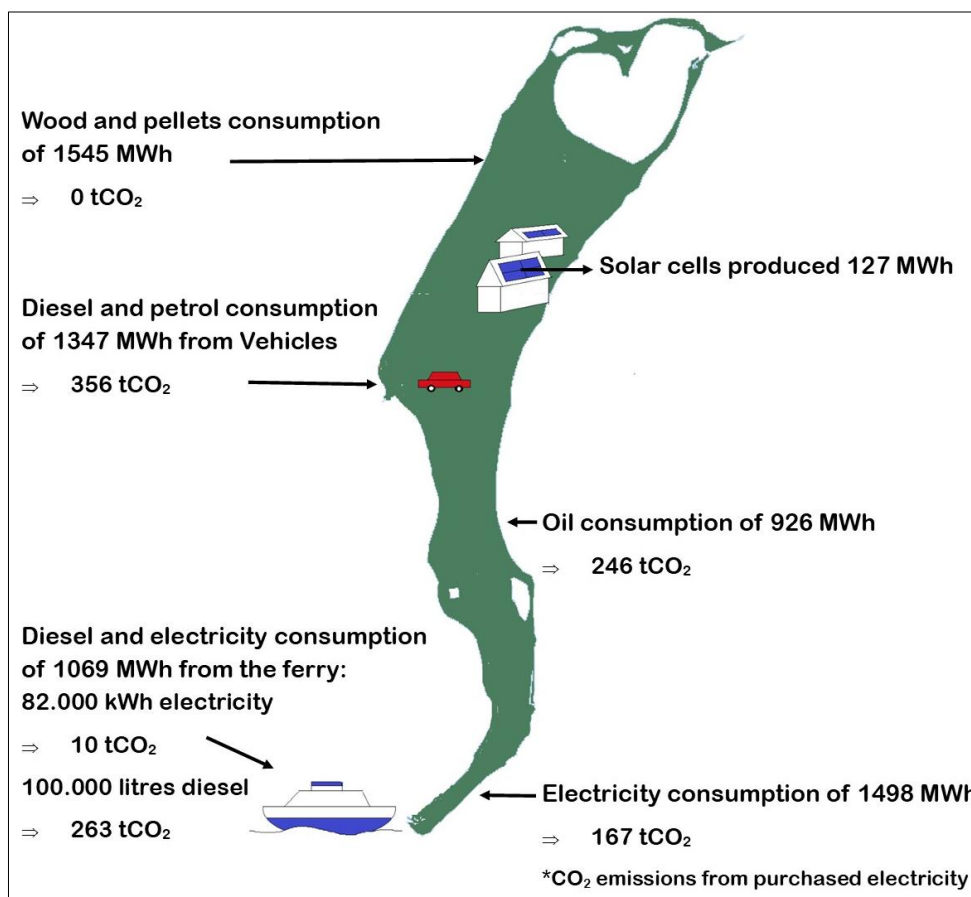 Wood and pellets consumption
of 1545 MWh
⇒ 0 tCO₂
Solar cells produced 127 MWh
Diesel and petrol consumption
of 1347 MWh from Vehicles
⇒ 356 tCO₂
Oil consumption of 926 MWh
⇒ 246 tCO₂
Diesel and electricity consumption
of 1069 MWh from the ferry:
82.000 kWh electricity
⇒ 10 tCO₂
100.000 litres diesel
⇒ 263 tCO₂
Electricity consumption of 1498 MWh
⇒ 167 tCO₂
*CO₂ emissions from purchased electricity